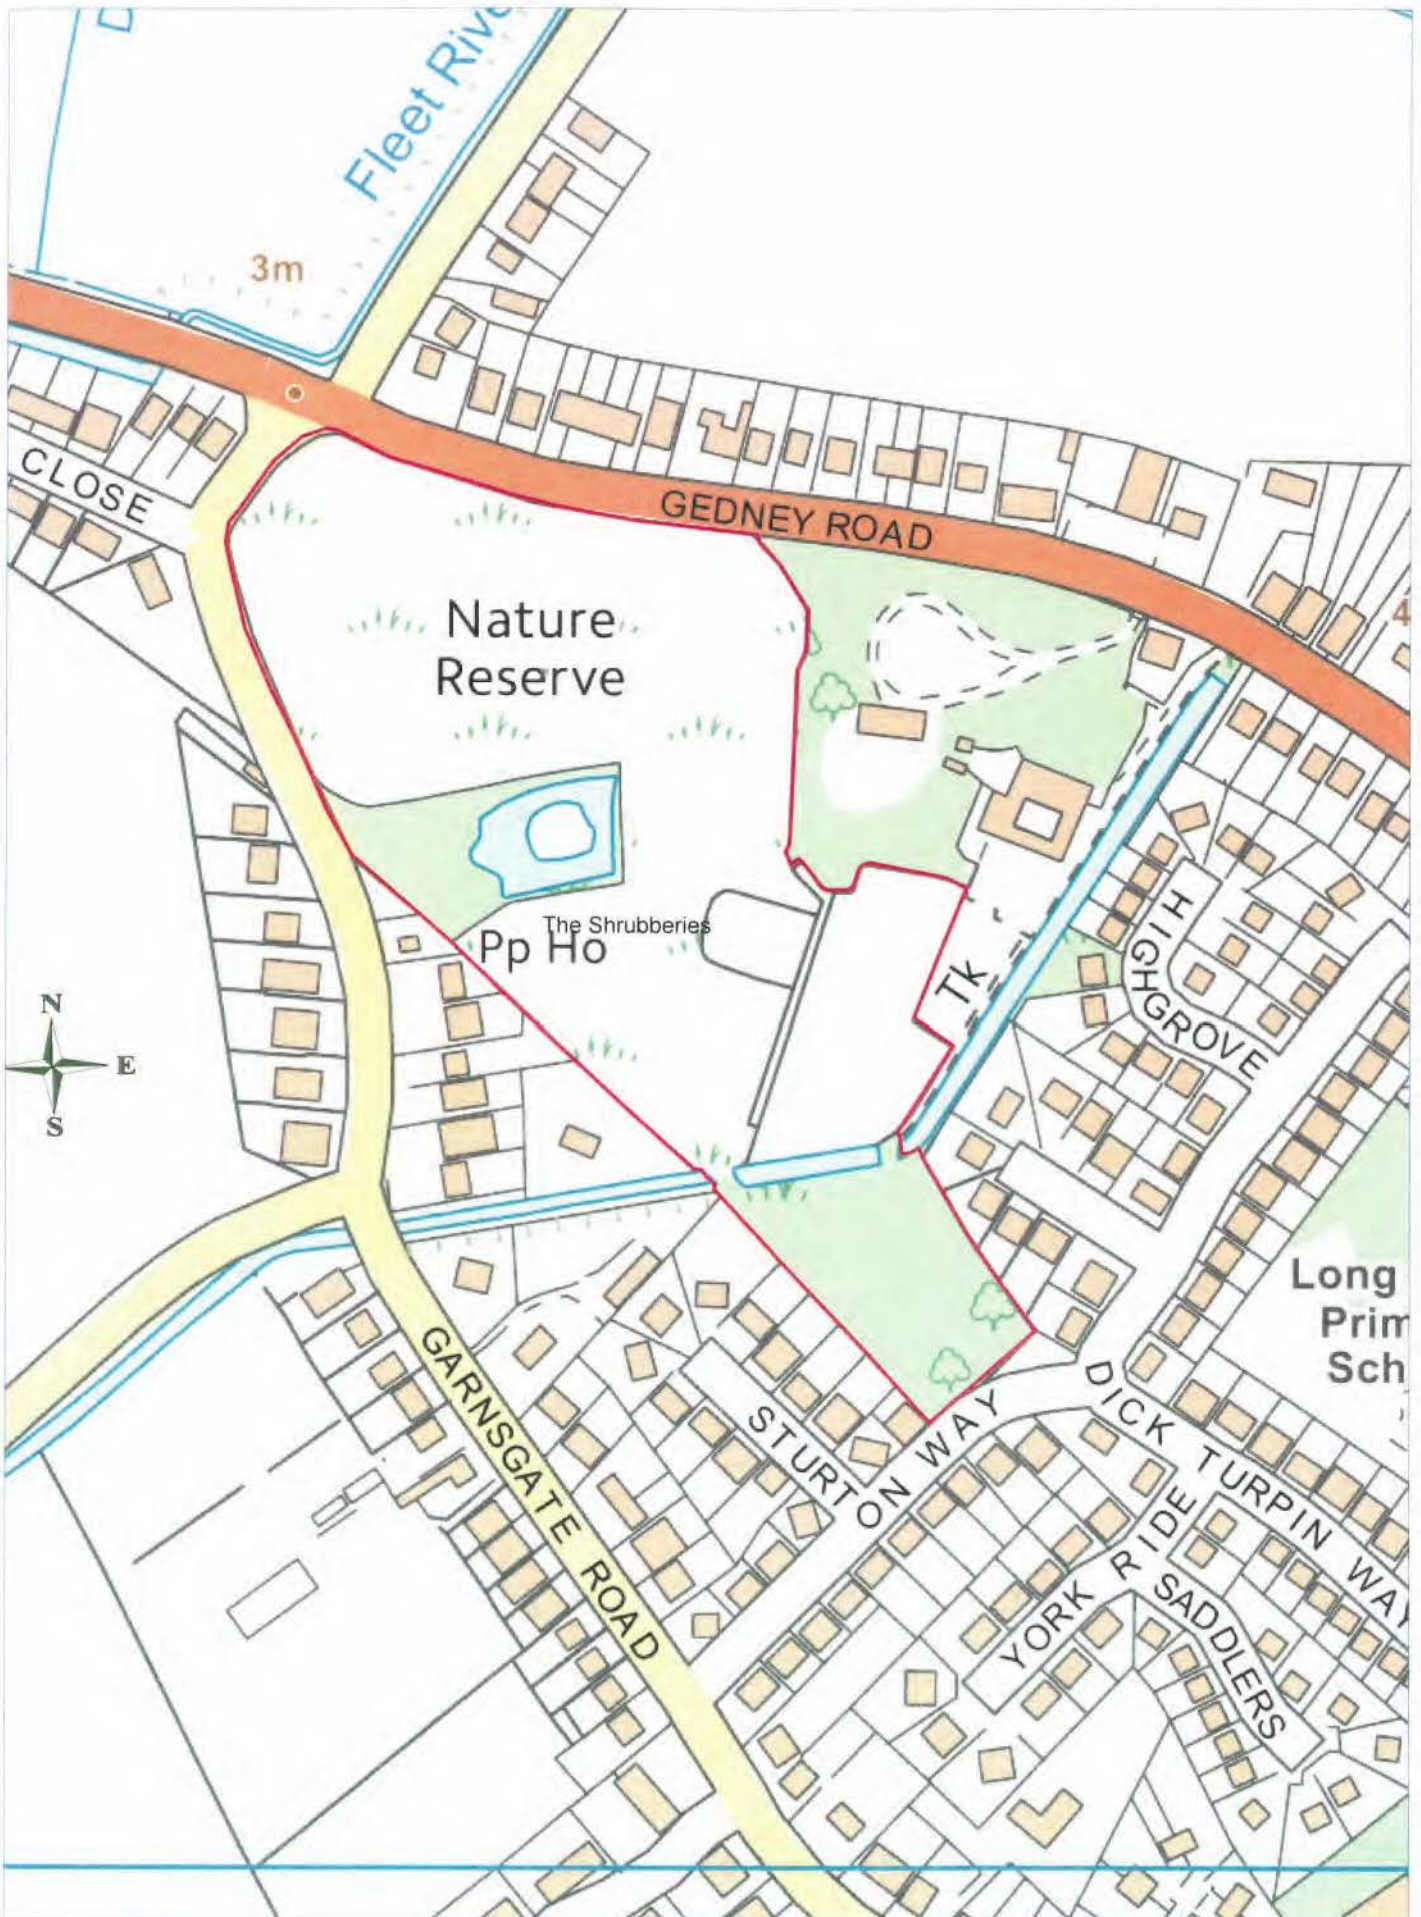 D
Fleet Rive
3m
CLOSE
GEDNEY ROAD
4
Nature
Reserve
The Shrubberies
Pp Ho
Tk
HIGHGROVE
N
E
S
Long
Prim
Sch
GARNSGATE ROAD
STURTON WAY
DICK TURPIN WAY
YORK RIDE
SADDLERS